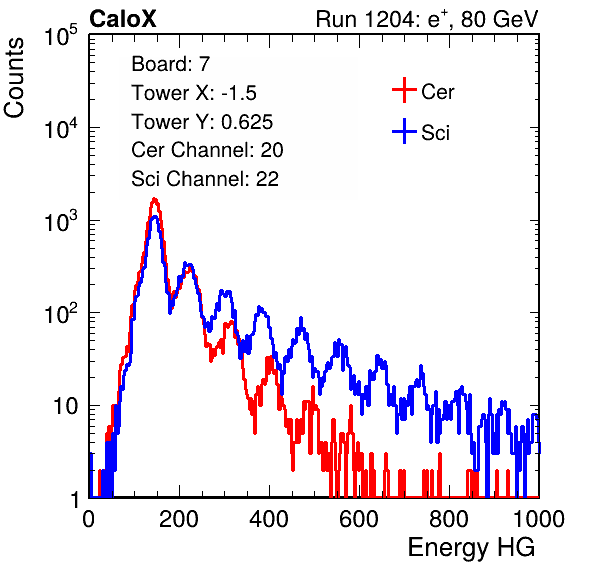 CaloX Run 1204: e⁺, 80 GeV
Counts
10⁵
10⁴
10³
10²
10
1
Board: 7
Tower X: -1.5
Tower Y: 0.625
Cer Channel: 20
Sci Channel: 22
Cer
Sci
0 200 400 600 800 1000
Energy HG